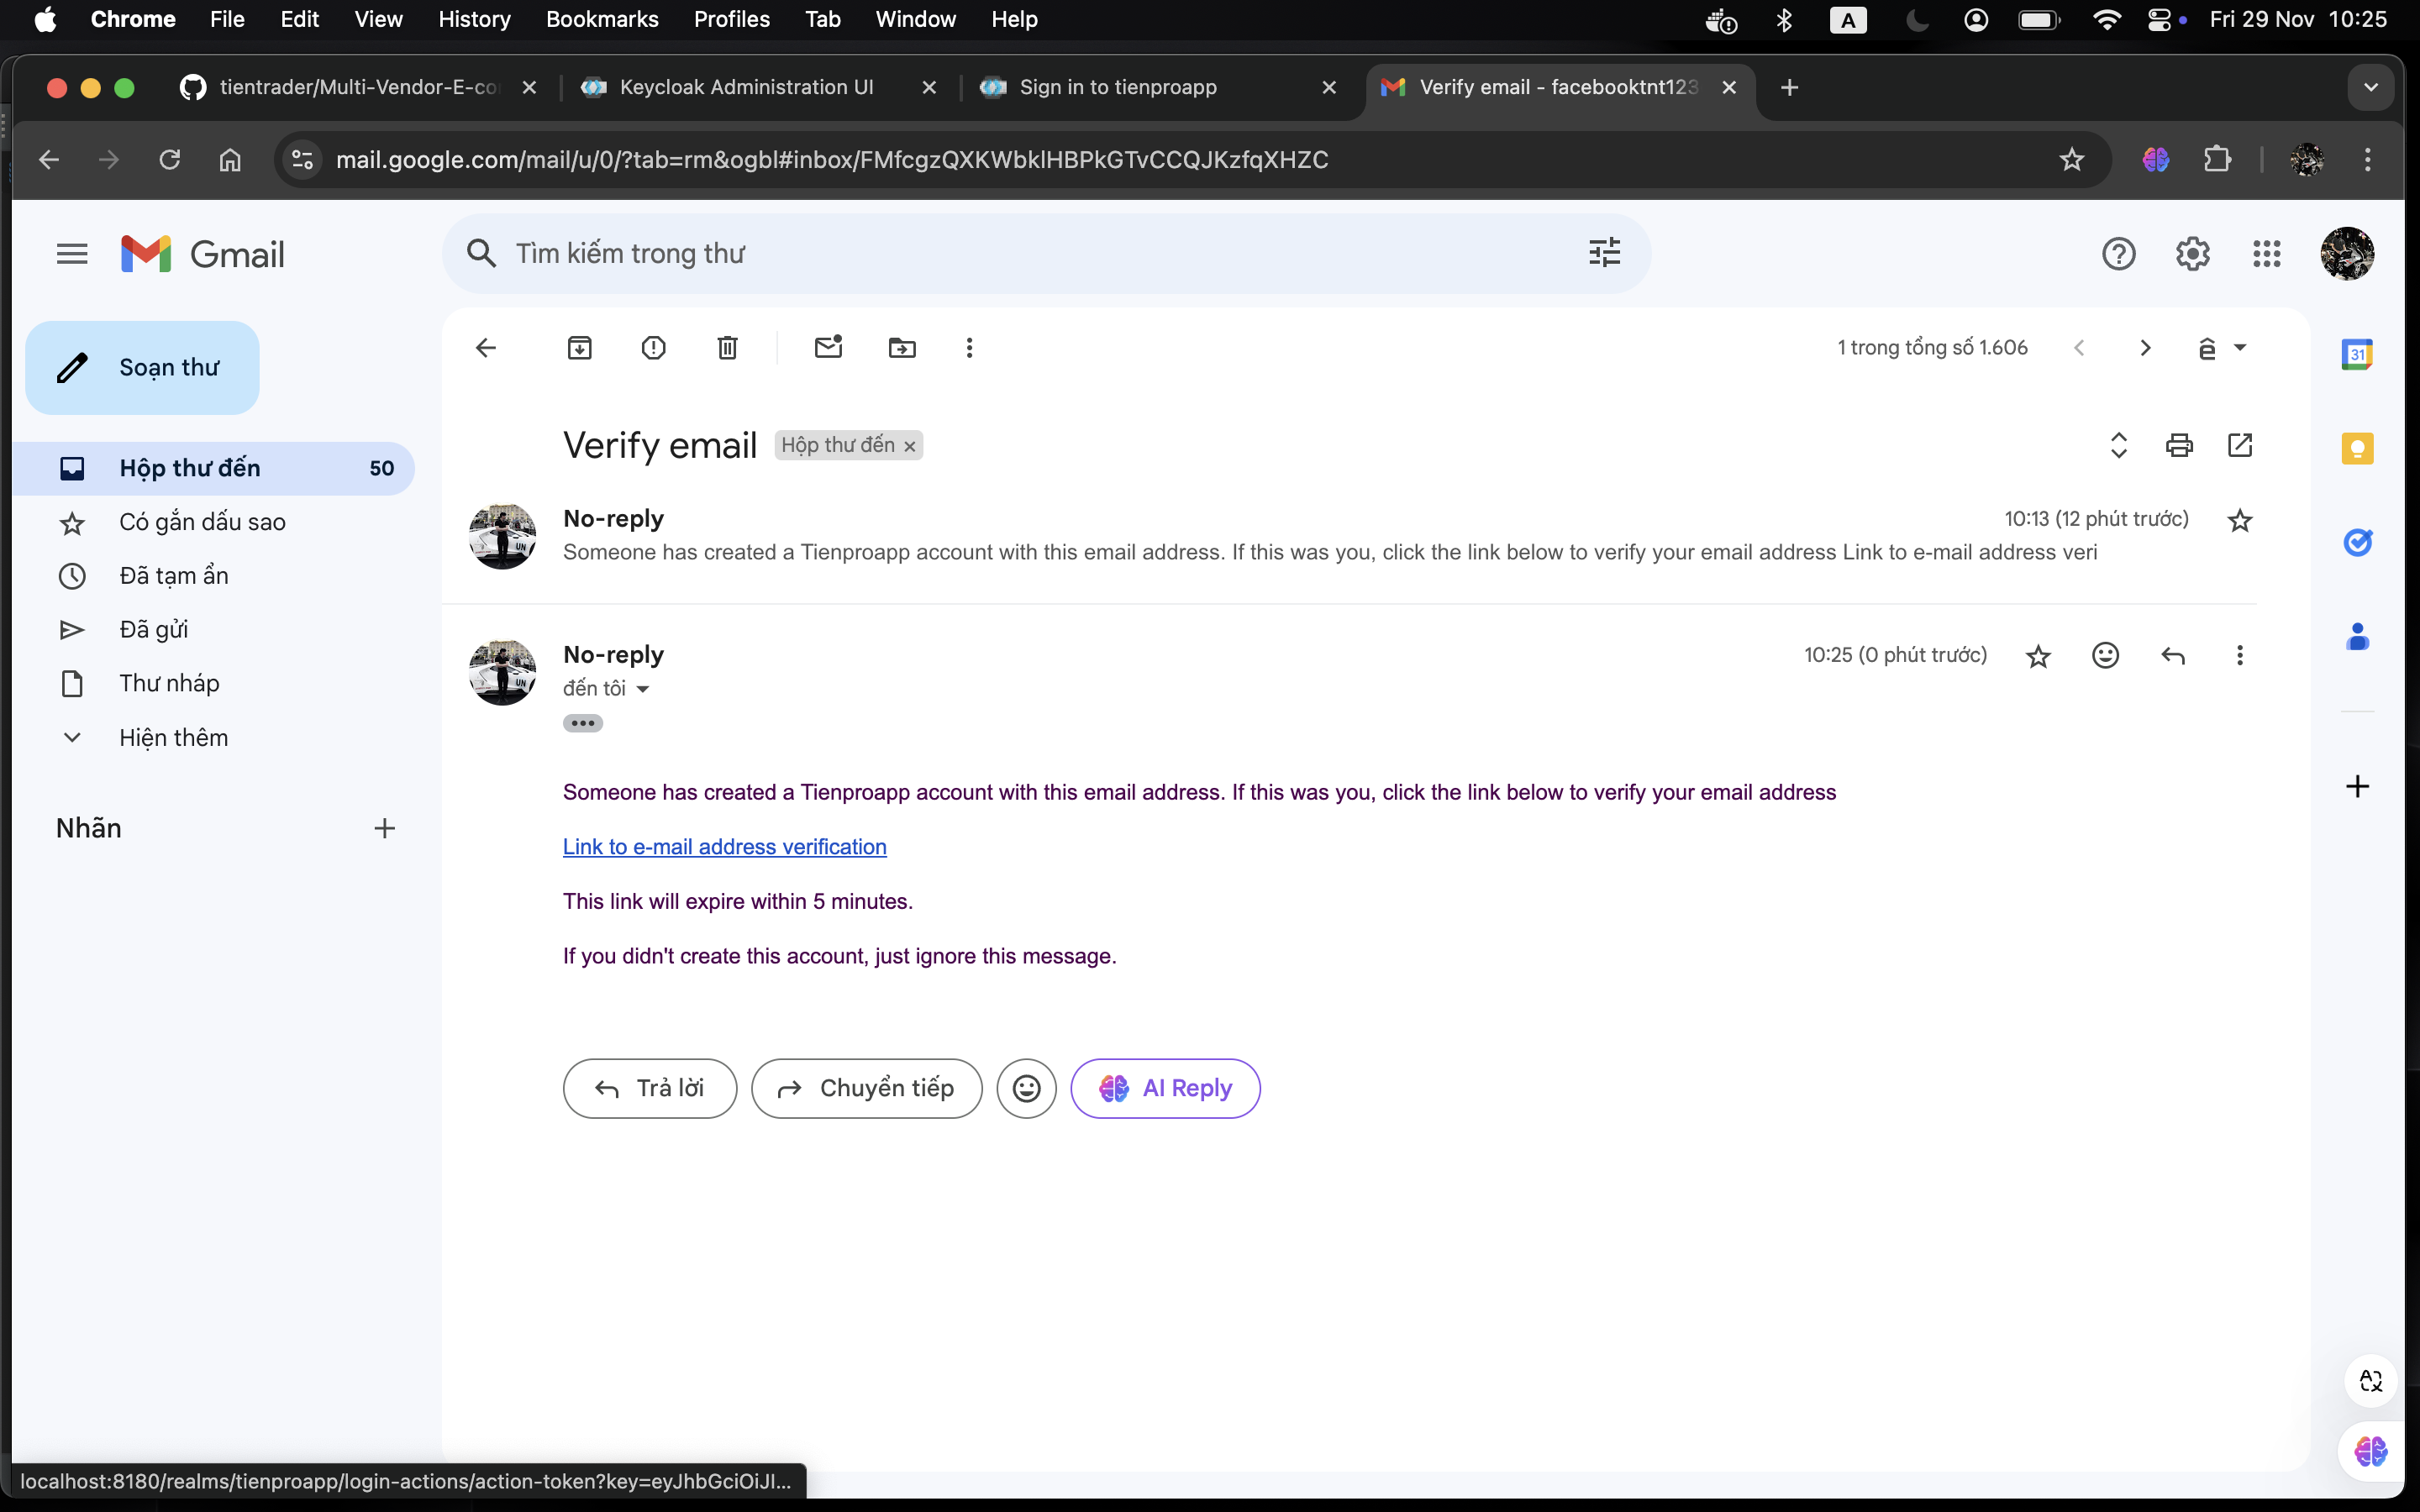 Chrome File Edit View History Bookmarks Profiles Tab Window Help A Fri 29 Nov 10:25
tientrader/Multi-Vendor-E-co Keycloak Administration UI Sign in to tienproapp Verify email - facebooktnt123
mail.google.com/mail/u/0/?tab=rm&ogbl#inbox/FMfcgzQXKWbklHBPkGTvCCQJKzfqXHZC
Gmail
Tìm kiếm trong thư
Soạn thư
1 trong tổng số 1.606
31
Verify email Hộp thư đến
Hộp thư đến 50
Có gắn dấu sao
Đã tạm ẩn
Đã gửi
Thư nháp
Hiện thêm
Nhãn
No-reply 10:13 (12 phút trước)
Someone has created a Tienproapp account with this email address. If this was you, click the link below to verify your email address Link to e-mail address veri
No-reply 10:25 (0 phút trước)
đến tôi
Someone has created a Tienproapp account with this email address. If this was you, click the link below to verify your email address
Link to e-mail address verification
This link will expire within 5 minutes.
If you didn't create this account, just ignore this message.
Trả lời Chuyển tiếp AI Reply
localhost:8180/realms/tienproapp/login-actions/action-token?key=eyJhbGciOiJI...